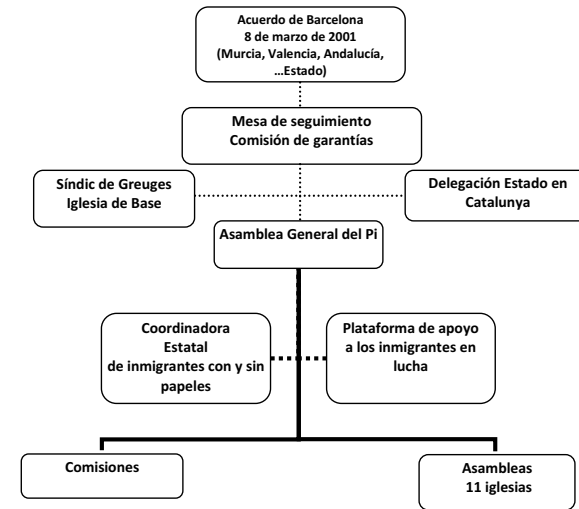 Acuerdo de Barcelona
8 de marzo de 2001
(Murcia, Valencia, Andalucía,
…Estado)
Mesa de seguimiento
Comisión de garantías
Síndic de Greuges
Iglesia de Base
Delegación Estado en
Catalunya
Asamblea General del Pi
Coordinadora
Estatal
de inmigrantes con y sin
papeles
Plataforma de apoyo
a los inmigrantes en
lucha
Comisiones
Asambleas
11 iglesias